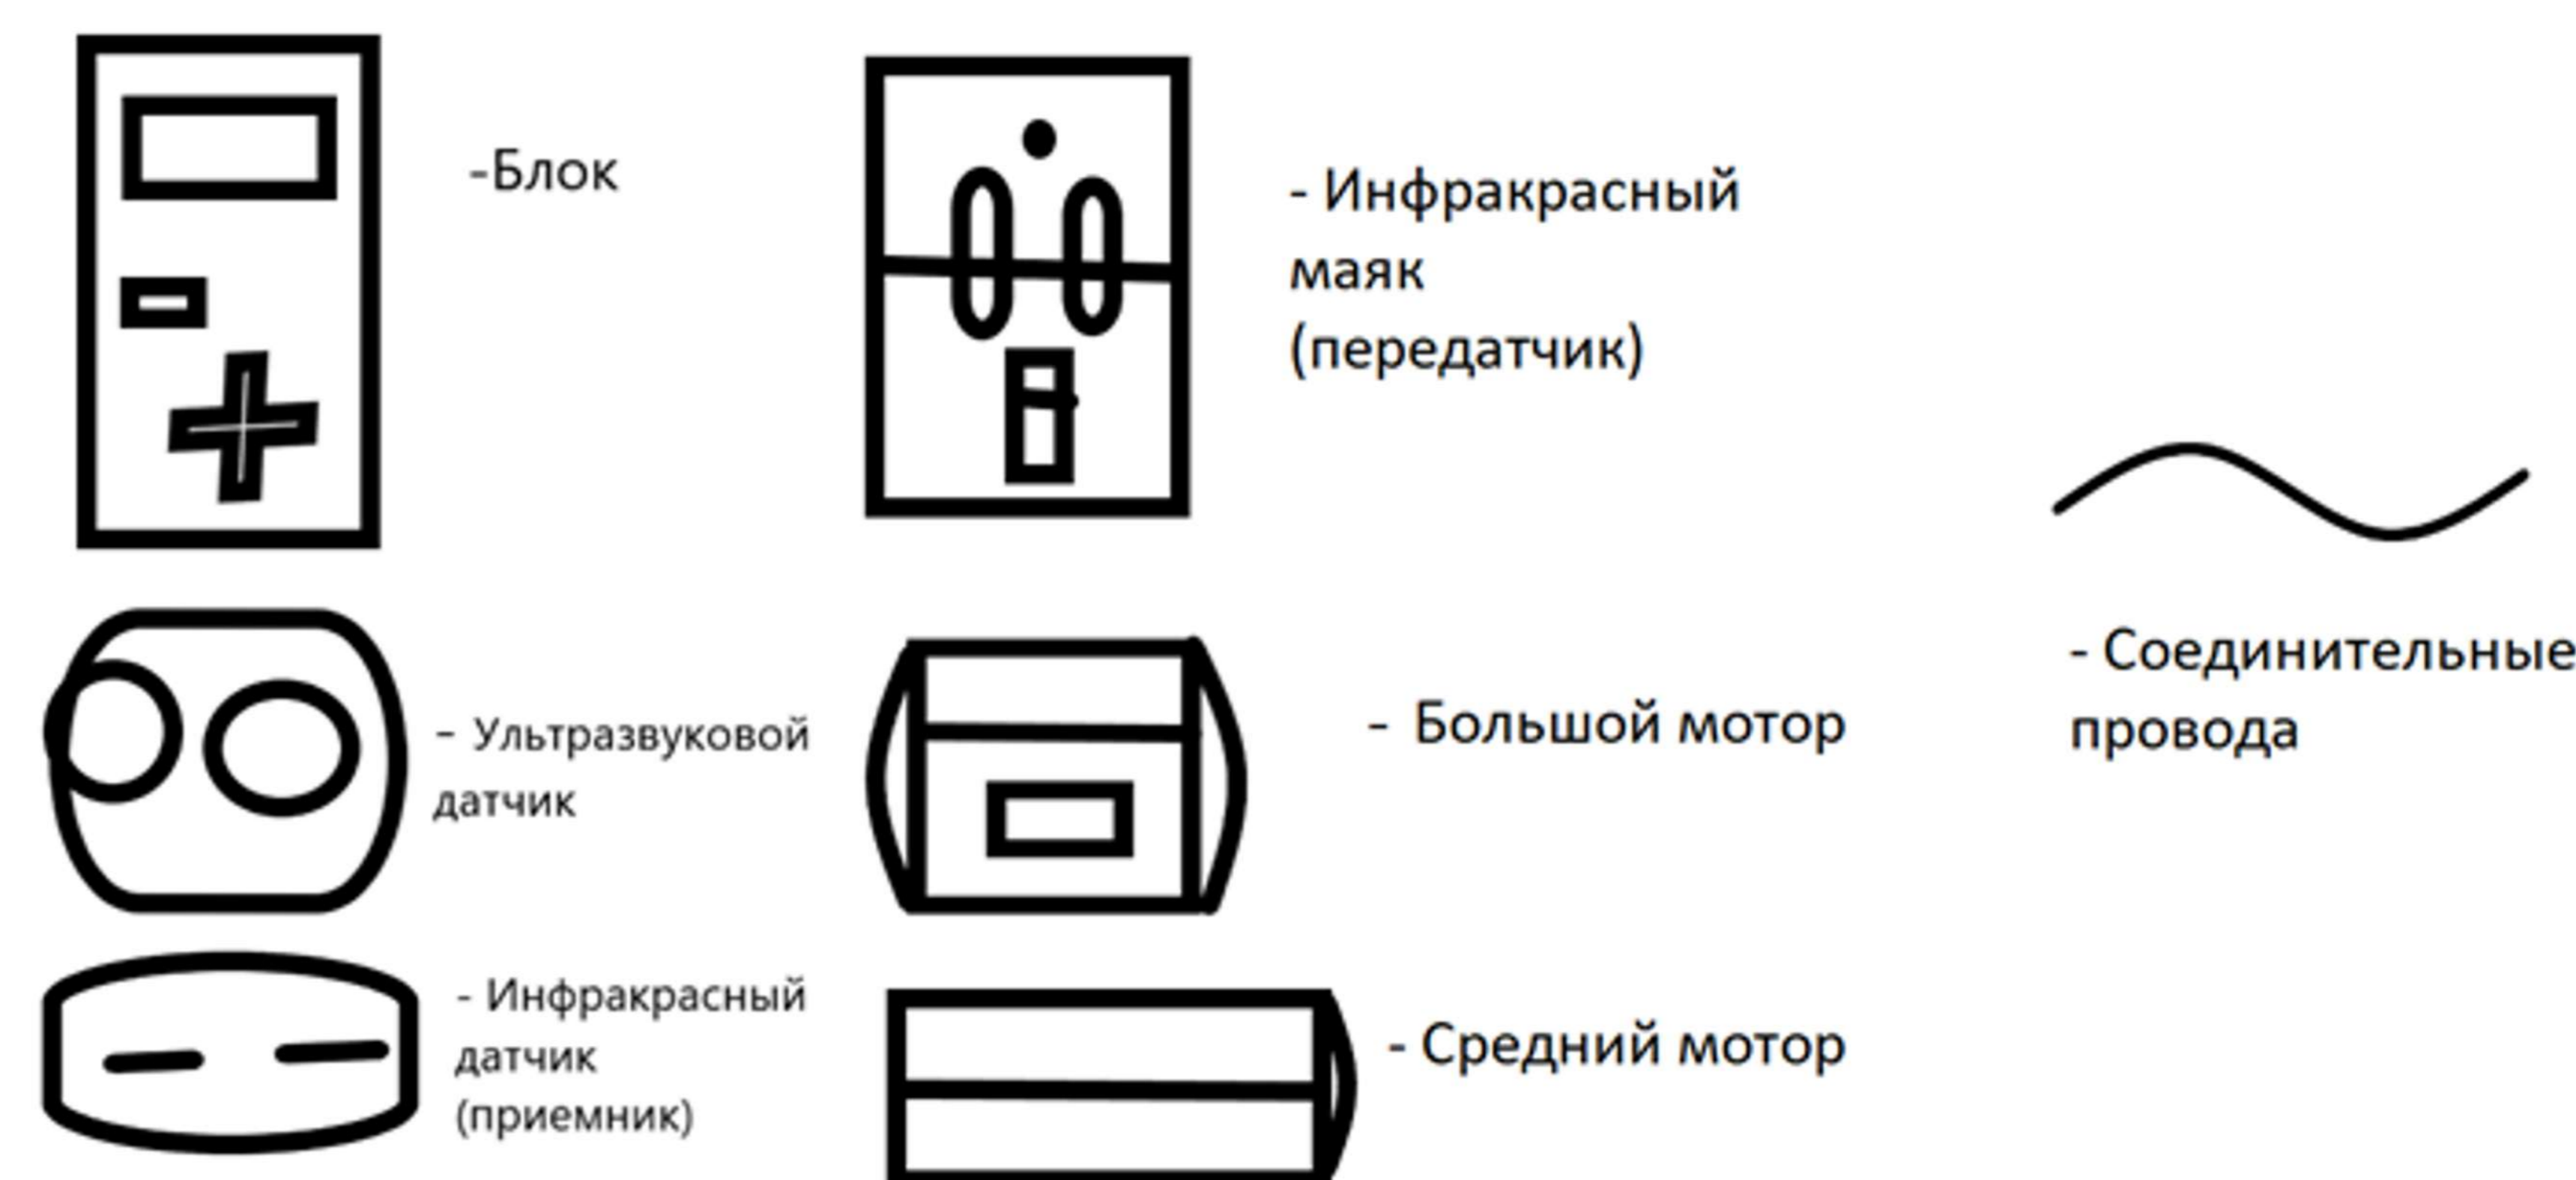 -Блок
- Инфракрасный
маяк
(передатчик)
- Ультразвуковой
датчик
- Большой мотор
- Соединительные
провода
- Инфракрасный
датчик
(приемник)
- Средний мотор